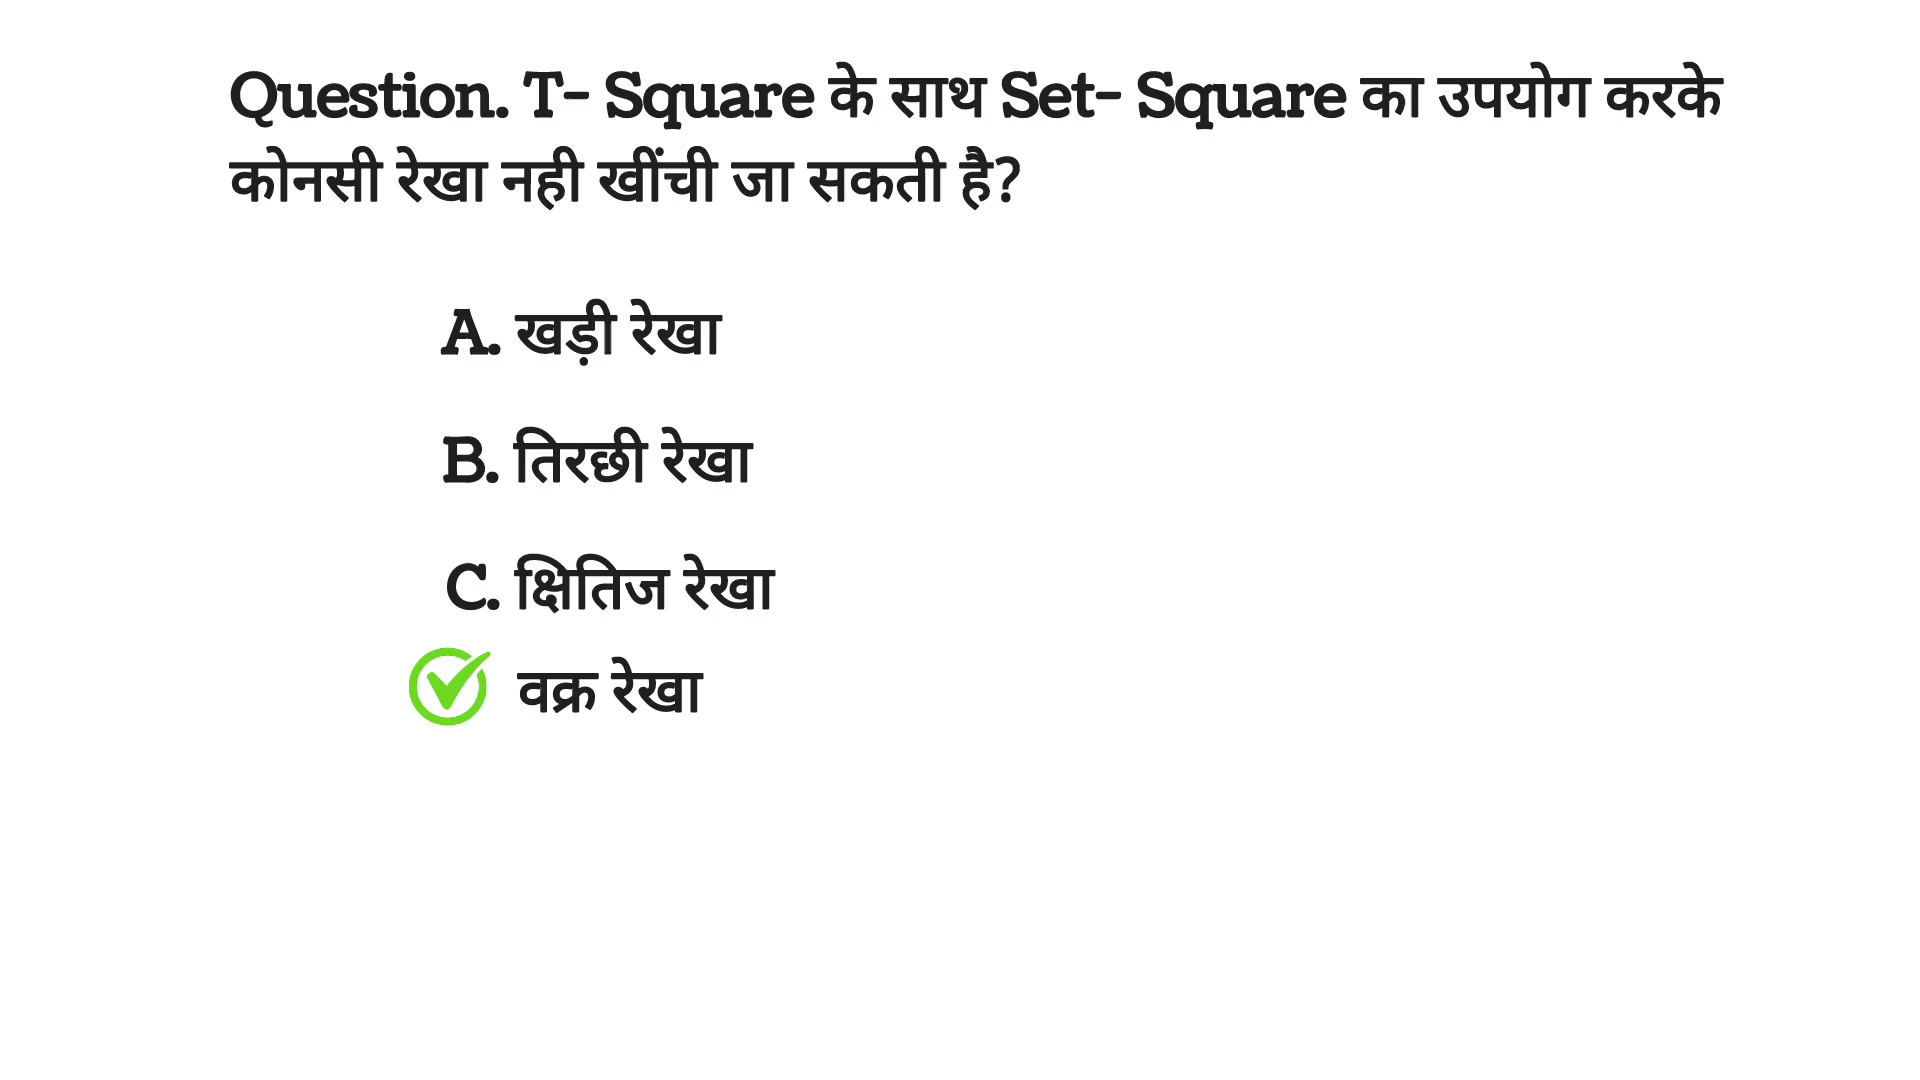 Question. T- Square के साथ Set- Square का उपयोग करके
कोनसी रेखा नही खींची जा सकती है?
A. खड़ी रेखा
B. तिरछी रेखा
C. क्षितिज रेखा
वक्र रेखा